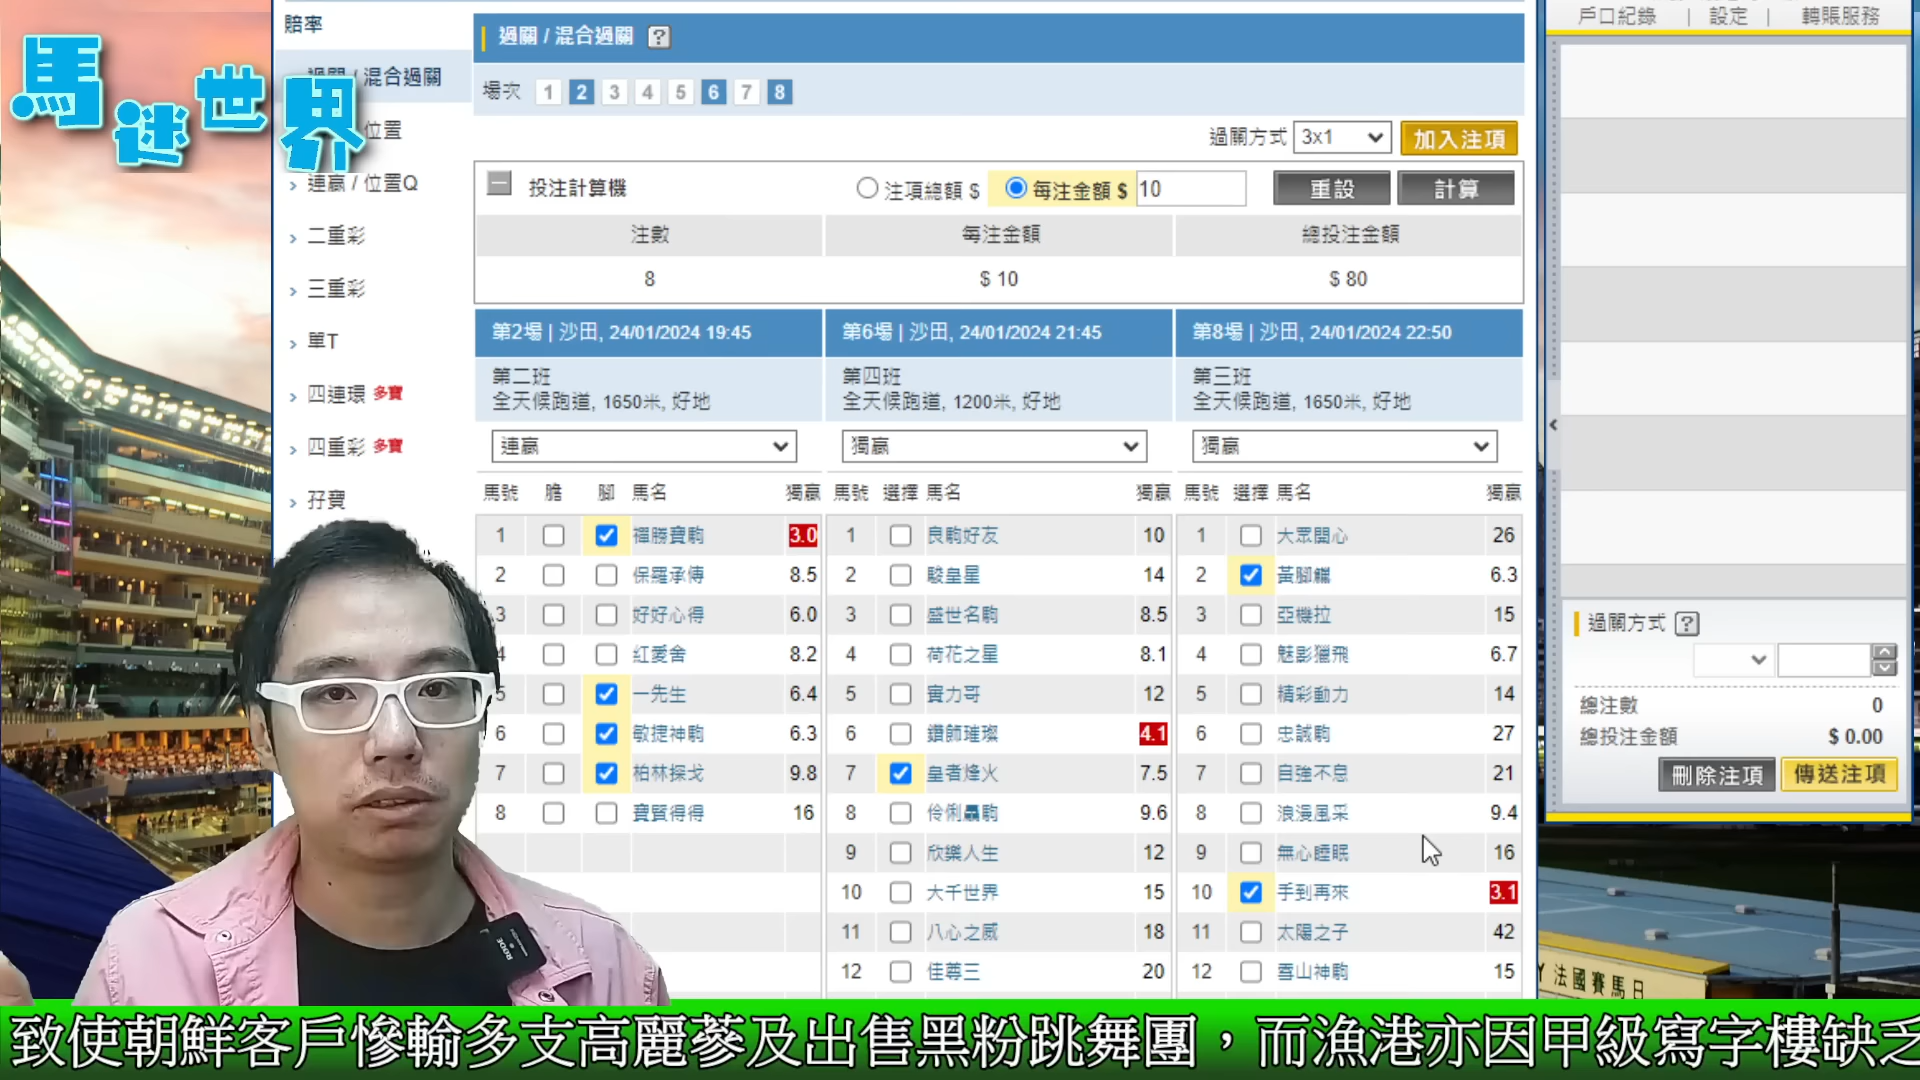 馬迷世界
賠率
過關 / 混合過關
位置
連贏 / 位置Q
二重彩
三重彩
單T
四連環 多寶
四重彩 多寶
孖寶
過關 / 混合過關 ?
場次 1 2 3 4 5 6 7 8
過關方式 3x1 加入注項
投注計算機 注項總額 $ 每注金額 $ 10 重設 計算
注數 每注金額 總投注金額
8 $ 10 $ 80
第2場 | 沙田, 24/01/2024 19:45
第二班
全天候跑道, 1650米, 好地
連贏
馬號 膽 腳 馬名 獨贏
1 禪勝寶駒 3.0
2 保羅承傳 8.5
3 好好心得 6.0
4 紅愛舍 8.2
5 一先生 6.4
6 敏捷神駒 6.3
7 柏林探戈 9.8
8 寶賢得得 16
第6場 | 沙田, 24/01/2024 21:45
第四班
全天候跑道, 1200米, 好地
獨贏
馬號 選擇 馬名 獨贏
1 良駒好友 10
2 駿皇星 14
3 盛世名駒 8.5
4 荷花之星 8.1
5 實力哥 12
6 鑽飾璀璨 4.1
7 皇者烽火 7.5
8 伶俐驫駒 9.6
9 欣樂人生 12
10 大千世界 15
11 八心之威 18
12 佳尊三 20
第8場 | 沙田, 24/01/2024 22:50
第三班
全天候跑道, 1650米, 好地
獨贏
馬號 選擇 馬名 獨贏
1 大眾開心 26
2 黃腳鱲 6.3
3 亞機拉 15
4 魅影獵飛 6.7
5 精彩動力 14
6 忠誠駒 27
7 自強不息 21
8 浪漫風采 9.4
9 無心睡眠 16
10 手到再來 3.1
11 太陽之子 42
12 雪山神駒 15
戶口紀錄 | 設定 | 轉賬服務
過關方式 ?
總注數 0
總投注金額 $ 0.00
刪除注項 傳送注項
RØDE
Y 法國賽馬日
致使朝鮮客戶慘輸多支高麗蔘及出售黑粉跳舞團，而漁港亦因甲級寫字樓缺乏